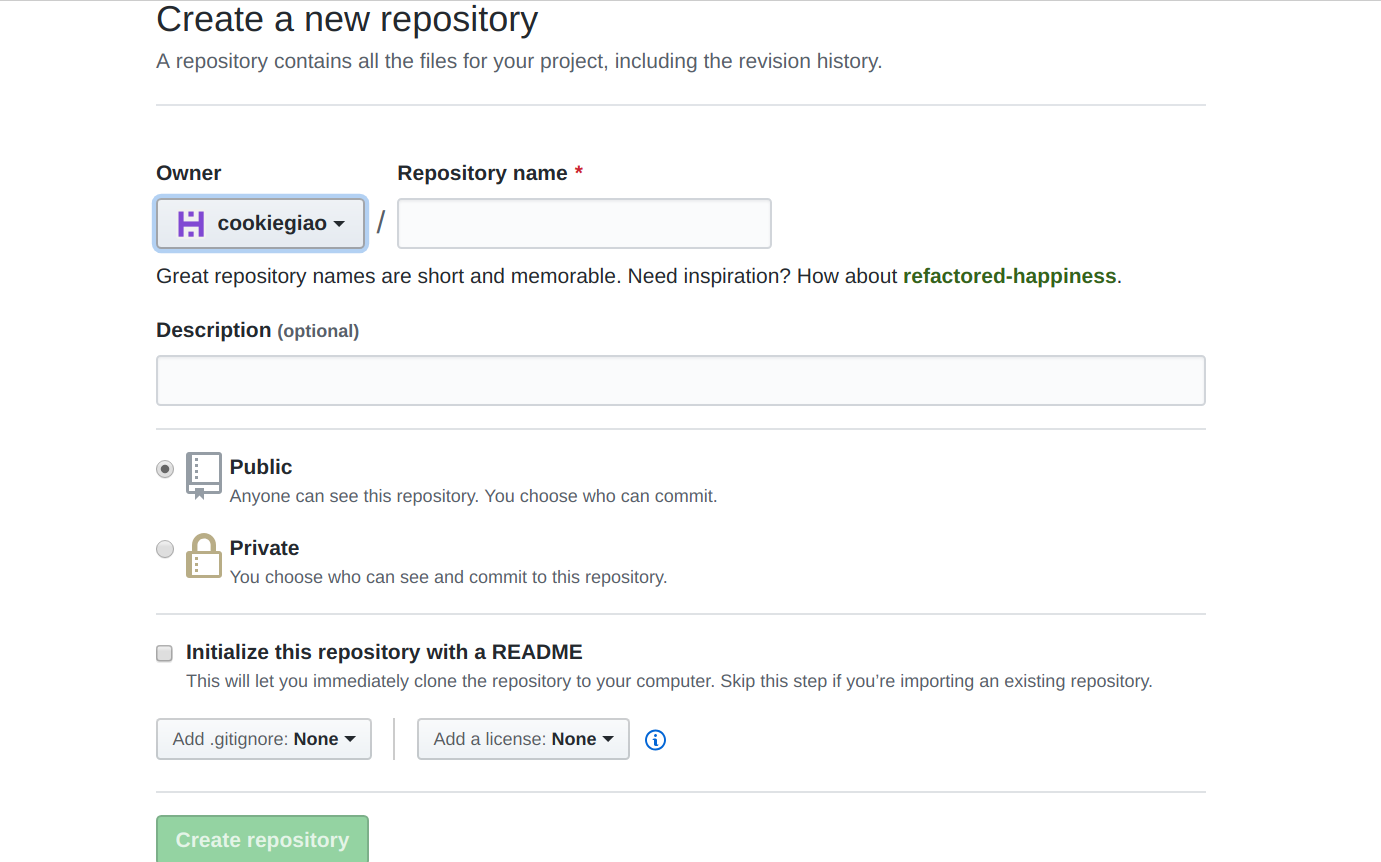 Create a new repository
A repository contains all the files for your project, including the revision history.
Owner Repository name *
cookiegiao /
Great repository names are short and memorable. Need inspiration? How about refactored-happiness.
Description (optional)
Public
Anyone can see this repository. You choose who can commit.
Private
You choose who can see and commit to this repository.
Initialize this repository with a README
This will let you immediately clone the repository to your computer. Skip this step if you’re importing an existing repository.
Add .gitignore: None Add a license: None
Create repository